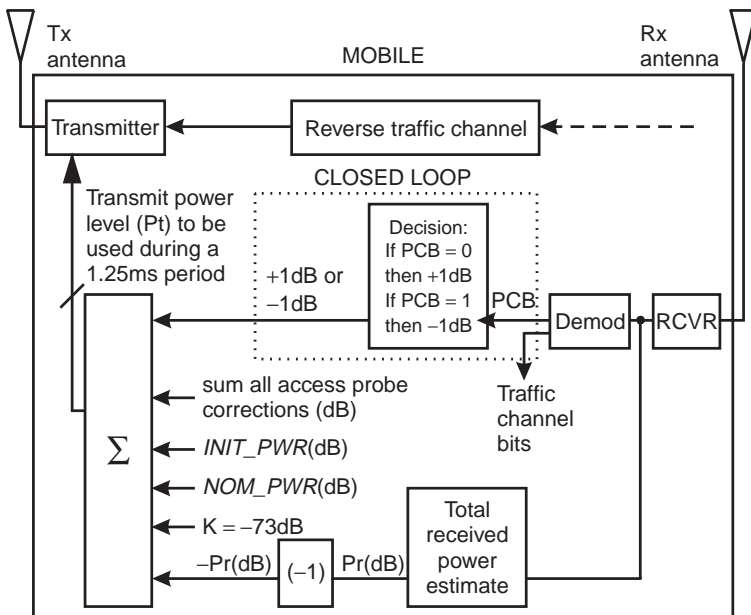 Tx
antenna
MOBILE
Rx
antenna
Transmitter
Reverse traffic channel
CLOSED LOOP
Transmit power
level (Pt) to be
used during a
1.25ms period
Decision:
If PCB = 0
then +1dB
If PCB = 1
then −1dB
+1dB or
−1dB
PCB
Demod
RCVR
Traffic
channel
bits
sum all access probe
corrections (dB)
Σ
INIT_PWR(dB)
NOM_PWR(dB)
K = −73dB
−Pr(dB)
(−1)
Pr(dB)
Total
received
power
estimate